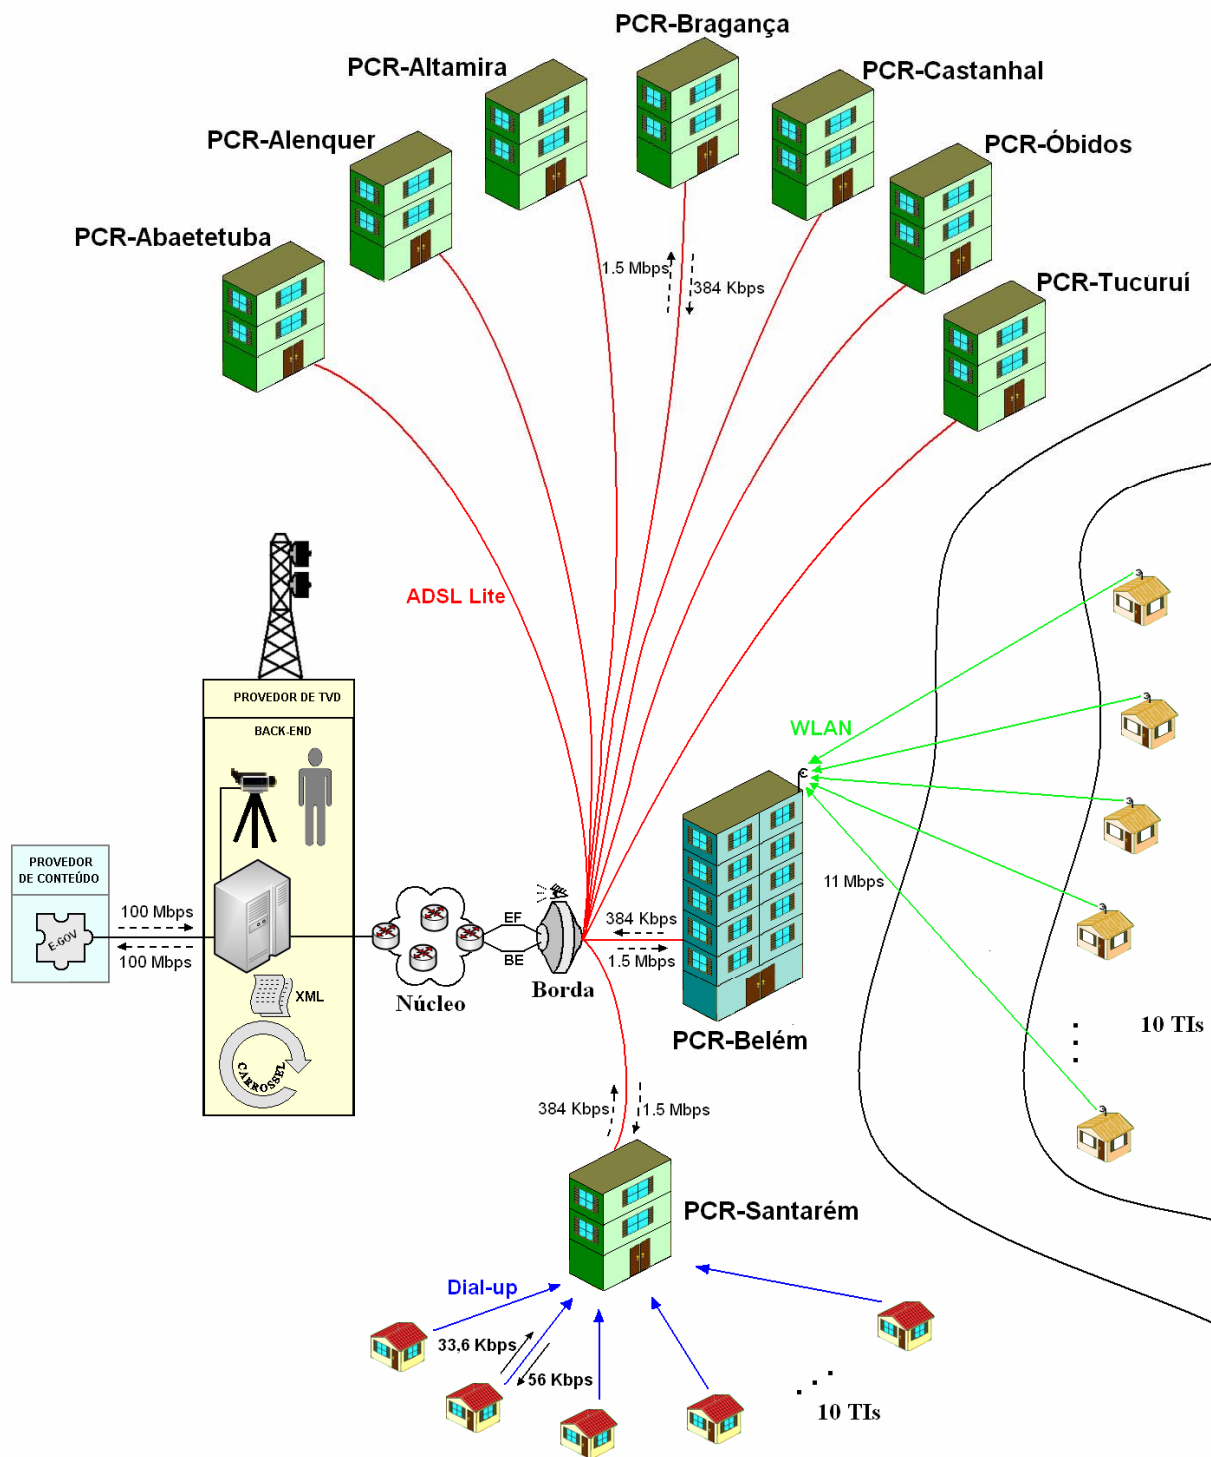 PCR-Bragança
PCR-Altamira
PCR-Castanhal
PCR-Alenquer
PCR-Óbidos
PCR-Abaetetuba
1.5 Mbps
384 Kbps
PCR-Tucuruí
ADSL Lite
PROVEDOR DE TVD
BACK-END
WLAN
PROVEDOR
DE CONTEÚDO
E-GOV
100 Mbps
100 Mbps
XML
CARROSSEL
Núcleo
EF
BE
Borda
384 Kbps
1.5 Mbps
PCR-Belém
11 Mbps
10 TIs
384 Kbps
1.5 Mbps
PCR-Santarém
Dial-up
33,6 Kbps
56 Kbps
10 TIs